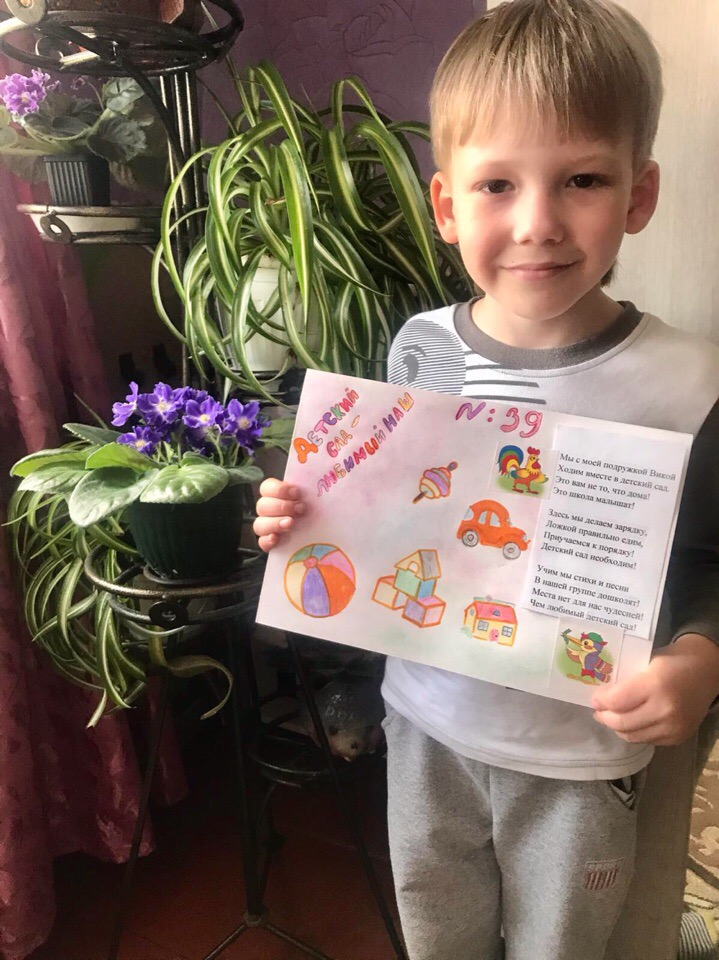 Детский
сад -
любимый наш
№: 39
Мы с моей подружкой Викой
Ходим вместе в детский сад.
Это вам не то, что дома!
Это школа малышат!
Здесь мы делаем зарядку,
Ложкой правильно едим,
Приучаемся к порядку!
Детский сад необходим!
Учим мы стихи и песни
В нашей группе дошколят!
Места нет для нас чудесней!
Чем любимый детский сад!